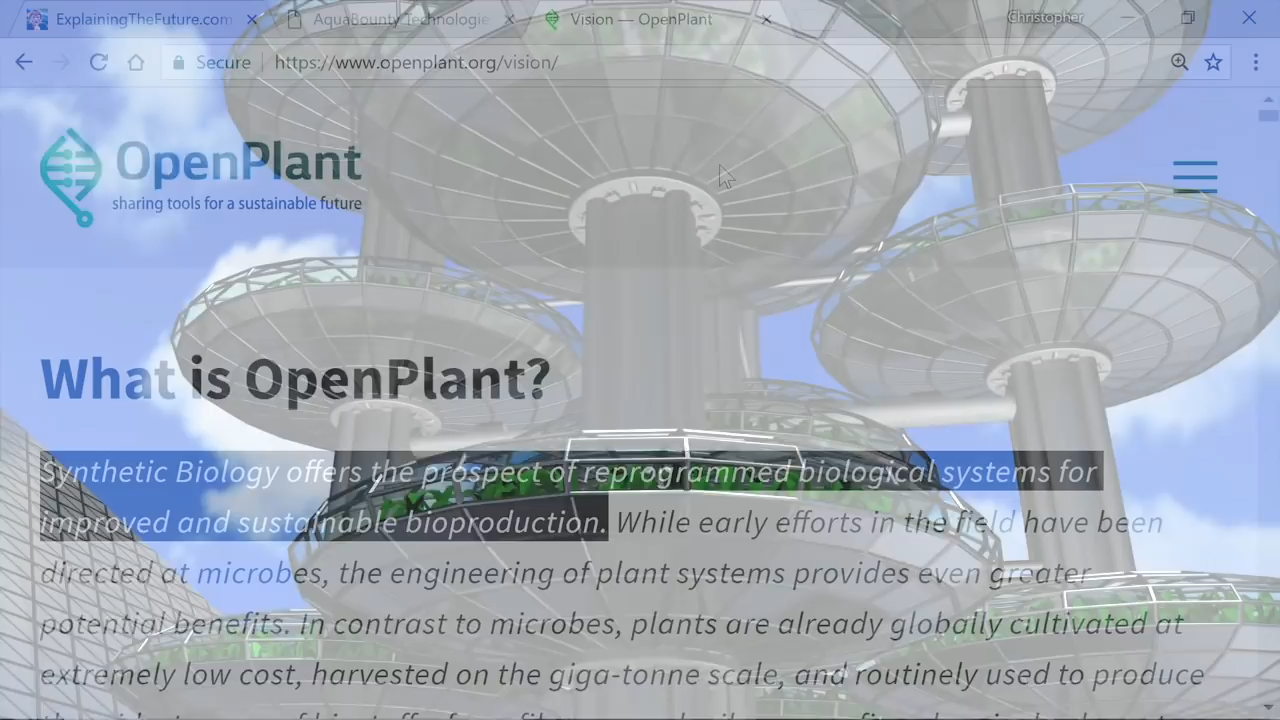 ExplainingTheFuture.com
AquaBounty Technologie
Vision — OpenPlant
Christopher
Secure
https://www.openplant.org/vision/
OpenPlant
sharing tools for a sustainable future
What is OpenPlant?
Synthetic Biology offers the prospect of reprogrammed biological systems for
improved and sustainable bioproduction. While early efforts in the field have been
directed at microbes, the engineering of plant systems provides even greater
potential benefits. In contrast to microbes, plants are already globally cultivated at
extremely low cost, harvested on the giga-tonne scale, and routinely used to produce